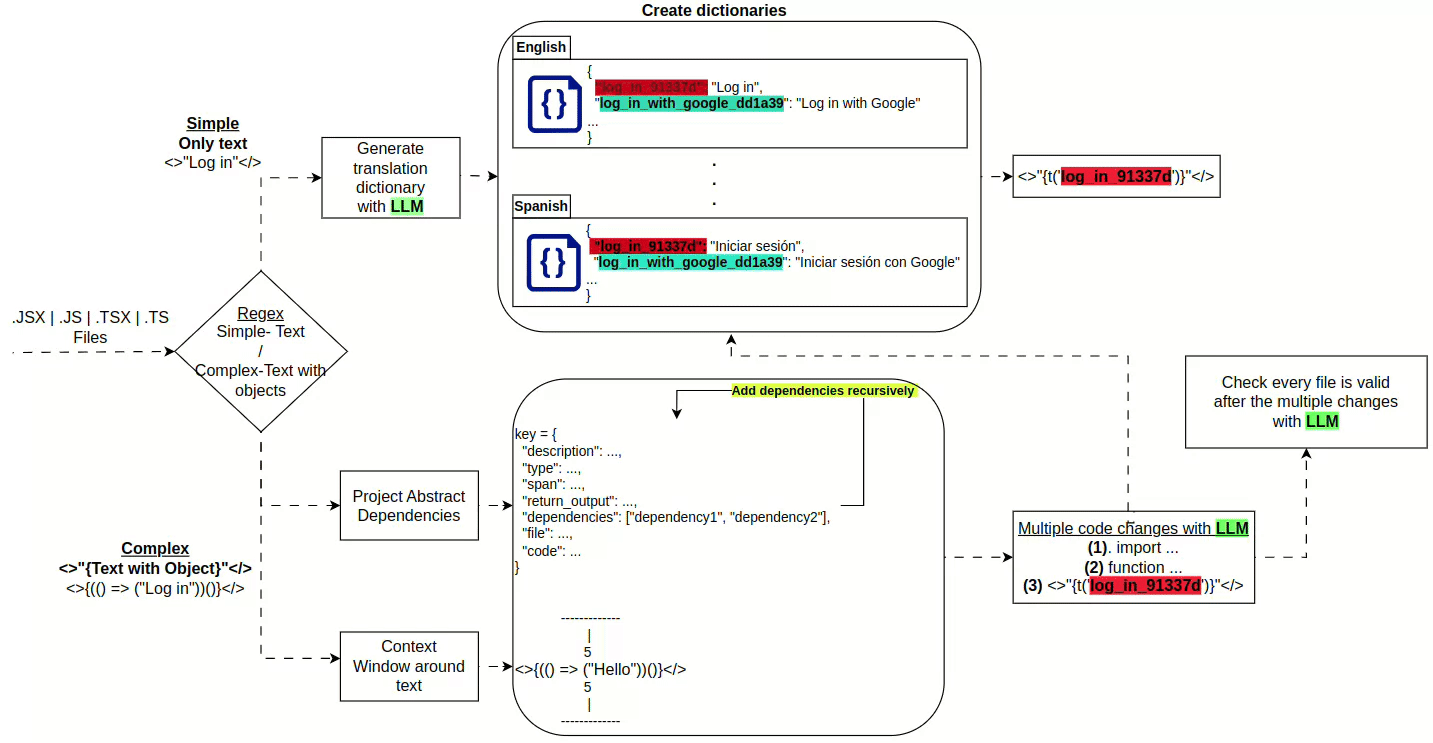 Create dictionaries
English
{
"log_in_91337d": "Log in",
"log_in_with_google_dd1a39": "Log in with Google"
...
}
.
.
.
Spanish
{
"log_in_91337d": "Iniciar sesión",
"log_in_with_google_dd1a39": "Iniciar sesión con Google"
...
}
Simple
Only text
<>"Log in"</>
Generate
translation
dictionary
with LLM
<>"{t('log_in_91337d')}"</>
.JSX | .JS | .TSX | .TS
Files
Regex
Simple- Text
/
Complex-Text with
objects
Complex
<>"{Text with Object}"</>
<>{(() => ("Log in"))()}</>
Project Abstract
Dependencies
Context
Window around
text
Add dependencies recursively
key = {
"description": ...,
"type": ...,
"span": ...,
"return_output": ...,
"dependencies": ["dependency1", "dependency2"],
"file": ...,
"code": ...
}
-------------
|
5
<>{(() => ("Hello"))()}</>
5
|
-------------
Multiple code changes with LLM
(1). import ...
(2) function ...
(3) <>"{t('log_in_91337d')}"</>
Check every file is valid
after the multiple changes
with LLM